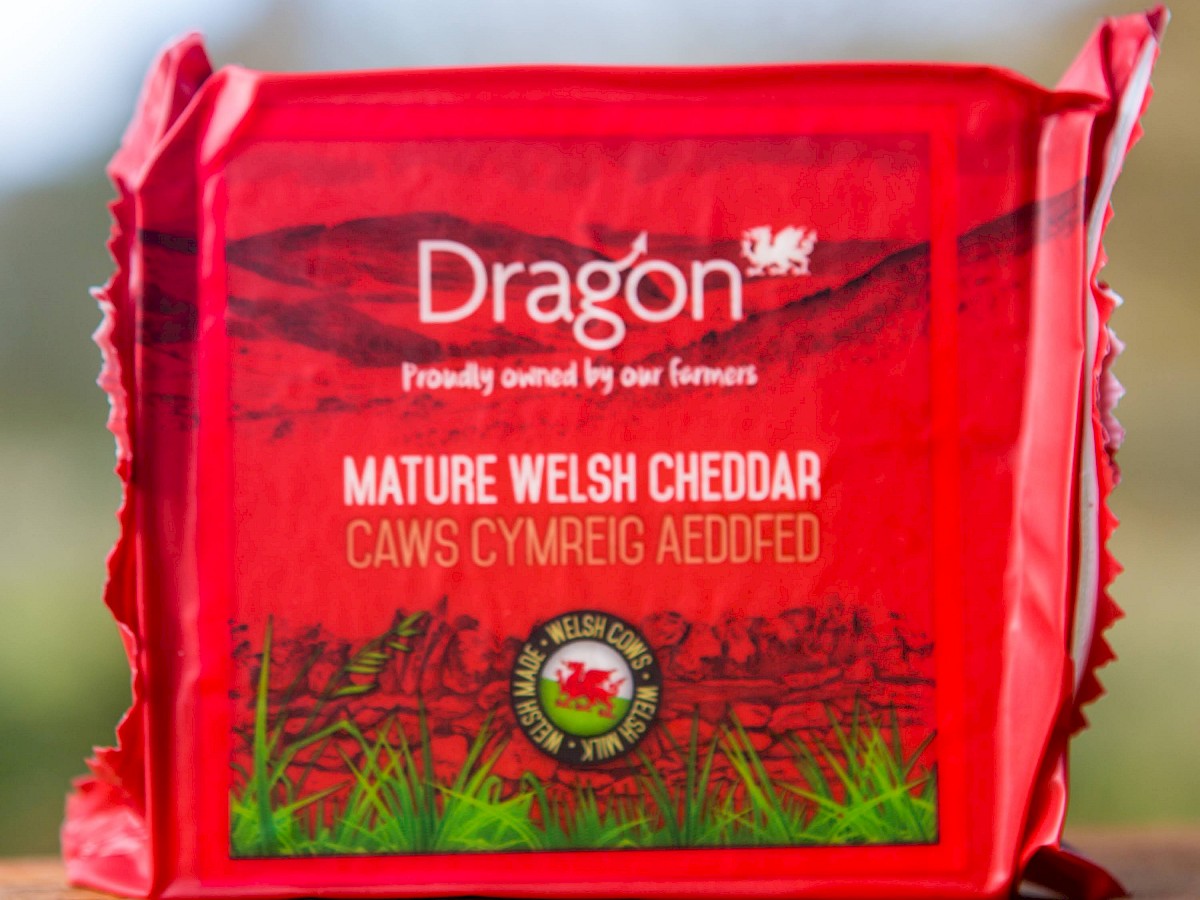 Dragon
Proudly owned by our farmers
MATURE WELSH CHEDDAR
CAWS CYMREIG AEDDFED
WELSH MADE · WELSH COWS · WELSH MILK ·